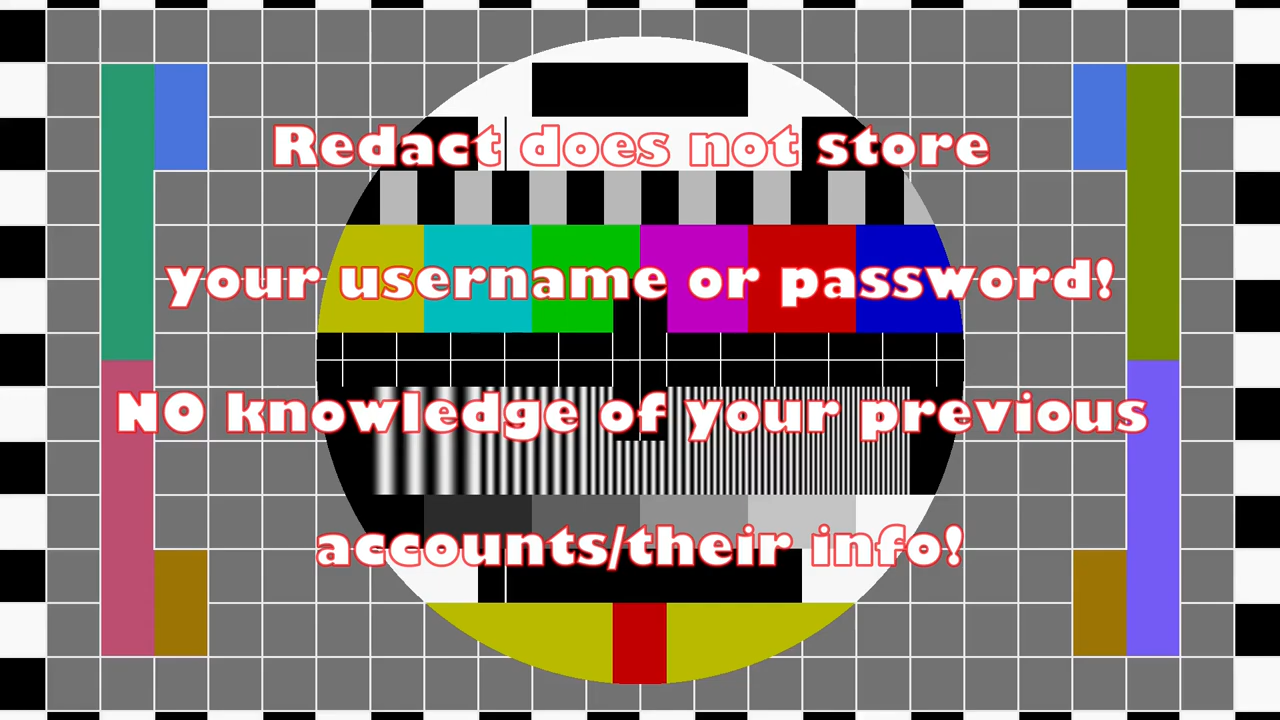 Redact does not store
your username or password!
NO knowledge of your previous
accounts/their info!